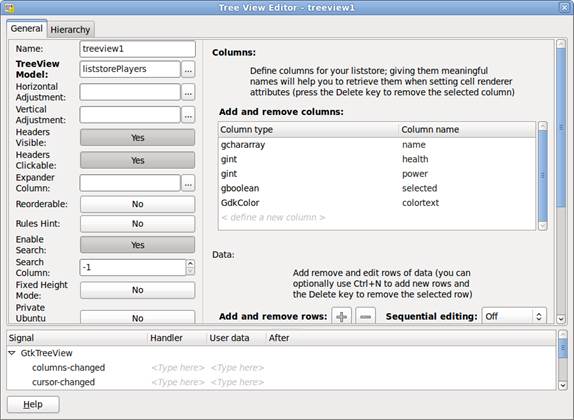 Tree View Editor - treeview1
General
Hierarchy
Name:
treeview1
TreeView
Model:
liststorePlayers
...
Horizontal
Adjustment:
...
Vertical
Adjustment:
...
Headers
Visible:
Yes
Headers
Clickable:
Yes
Expander
Column:
...
Reorderable:
No
Rules Hint:
No
Enable
Search:
Yes
Search
Column:
-1
Fixed Height
Mode:
No
Private
Ubuntu
No
Columns:
Define columns for your liststore; giving them meaningful
names will help you to retrieve them when setting cell renderer
attributes (press the Delete key to remove the selected column)
Add and remove columns:
Column type Column name
gchararray name
gint health
gint power
gboolean selected
GdkColor colortext
< define a new column >
Data:
Add remove and edit rows of data (you can
optionally use Ctrl+N to add new rows and
the Delete key to remove the selected row)
Add and remove rows:
Sequential editing: Off
Signal Handler User data After
GtkTreeView
columns-changed <Type here> <Type here>
cursor-changed <Type here> <Type here>
Help